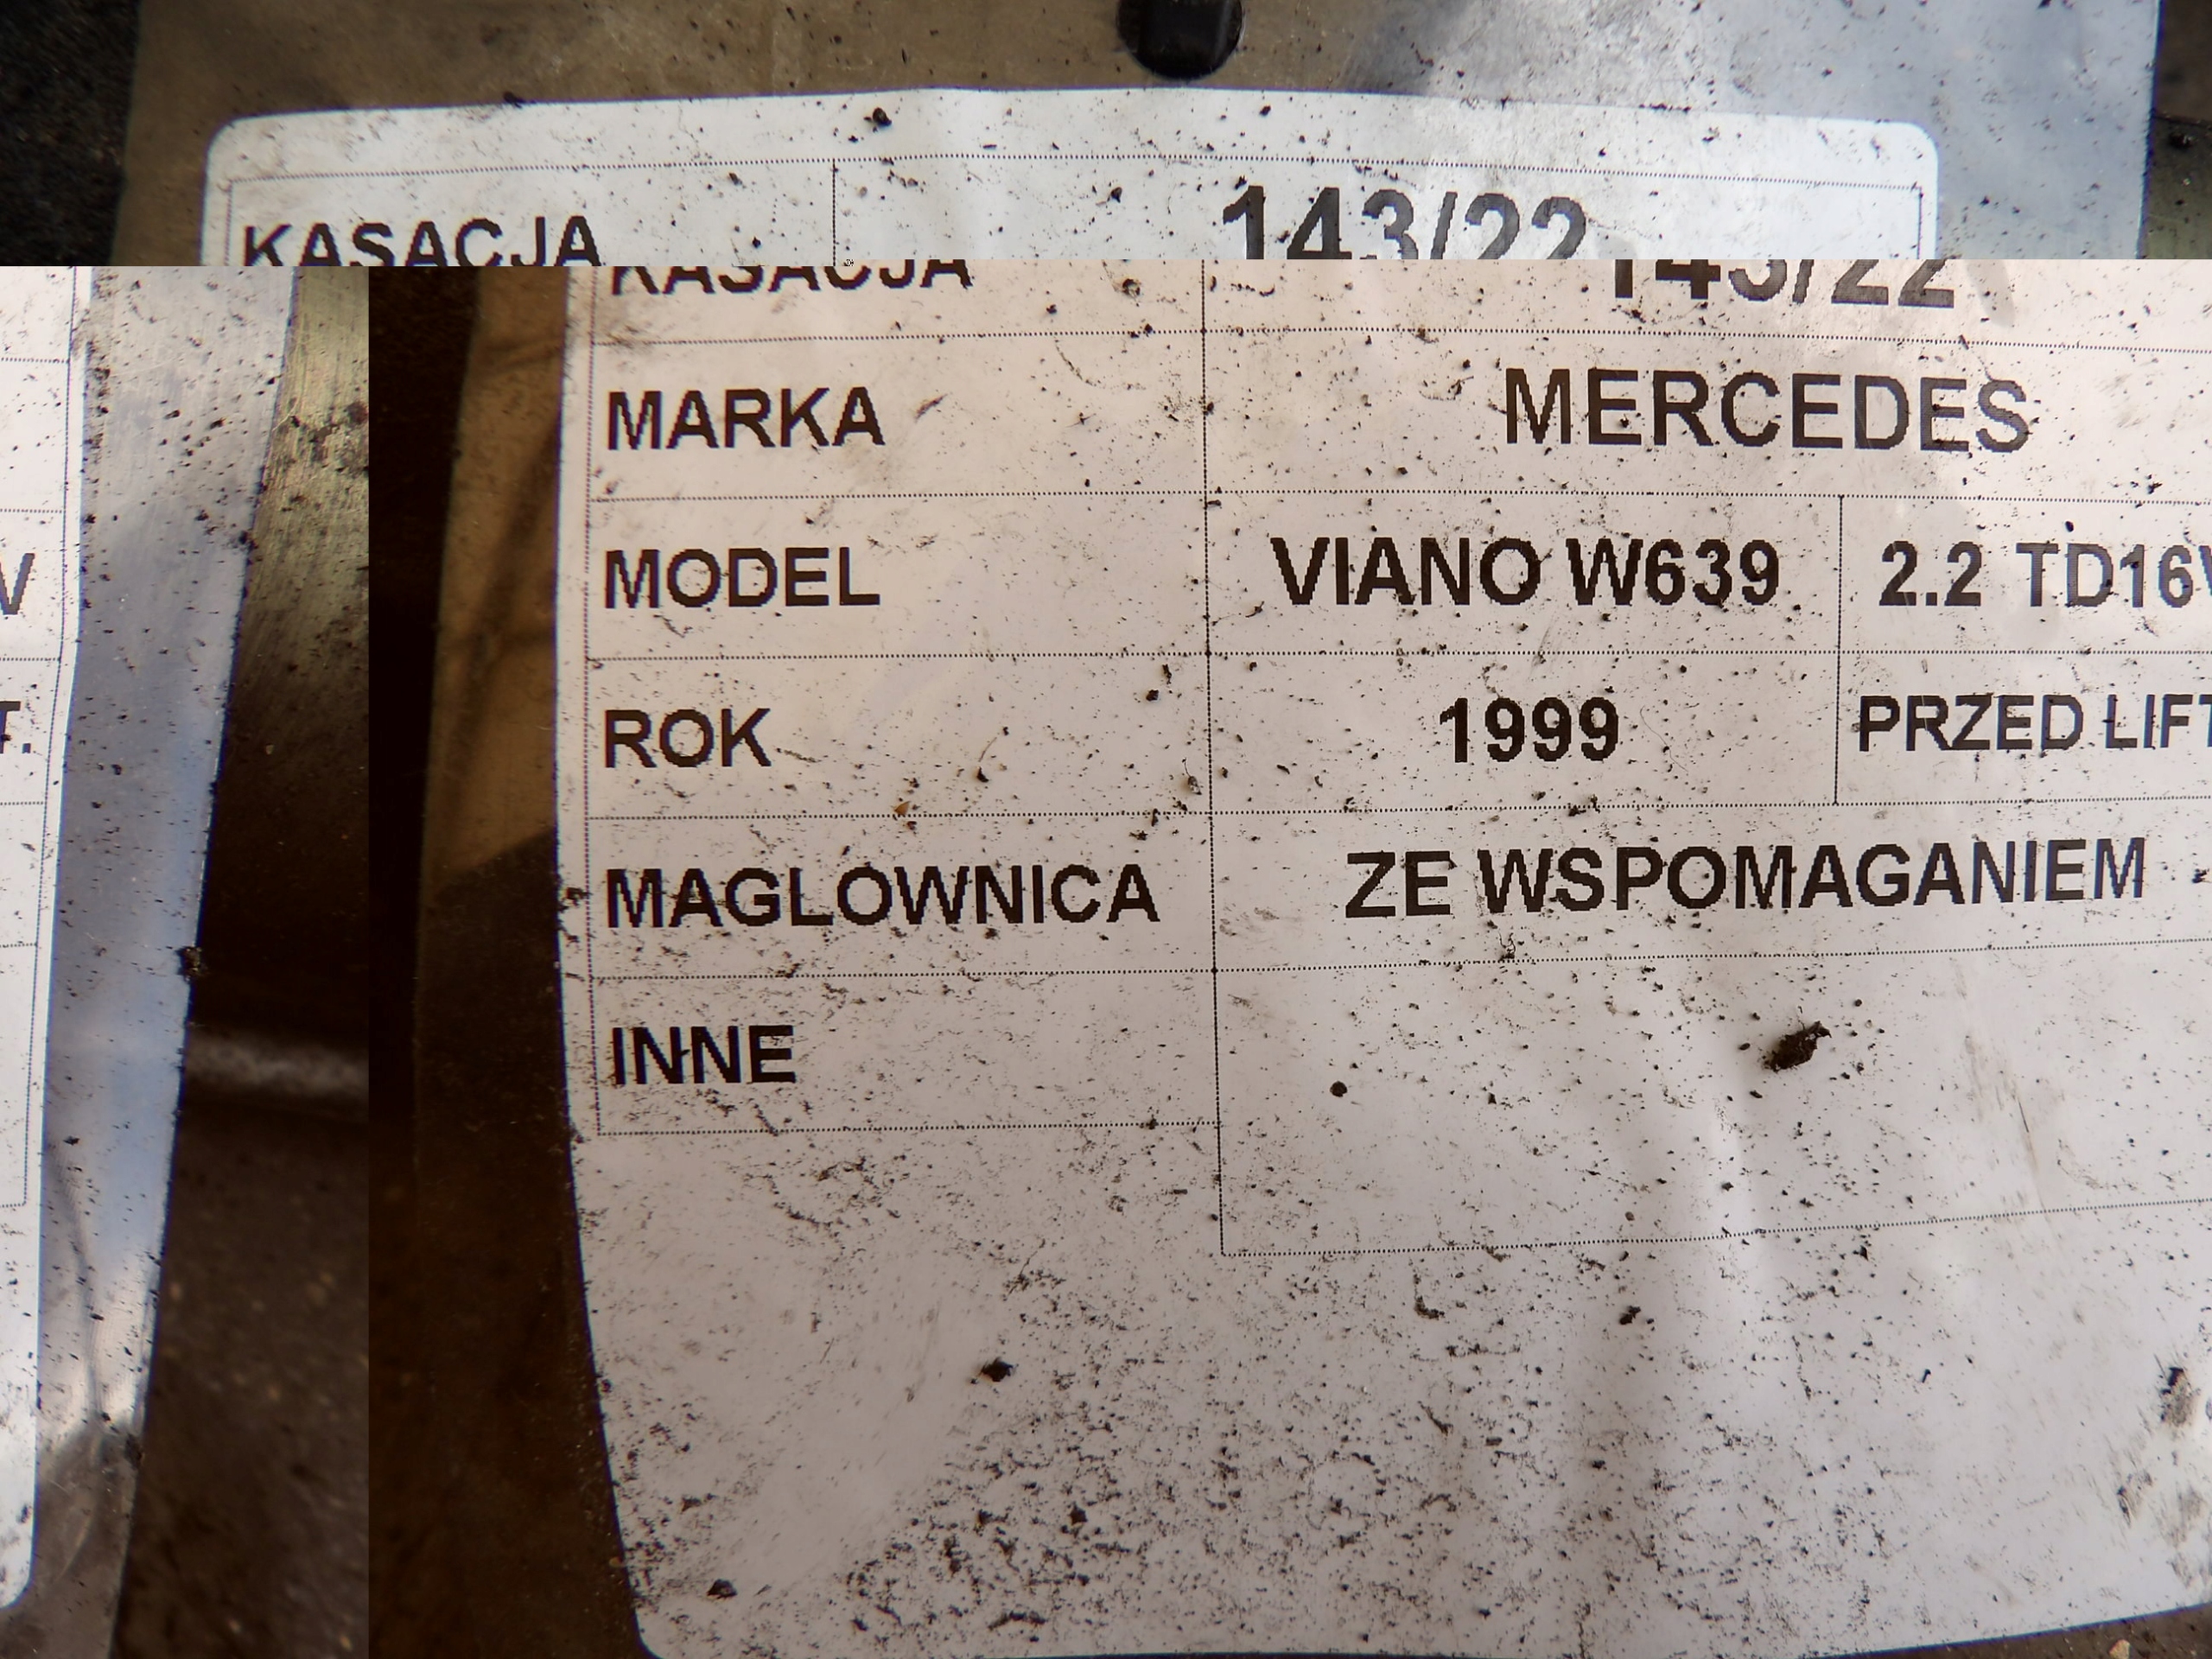 KASACJA 143/22
KASACJA 143/22
MARKA MERCEDES
MODEL VIANO W639 2.2 TD16V
ROK 1999 PRZED LIFT.
MAGLOWNICA ZE WSPOMAGANIEM
INNE